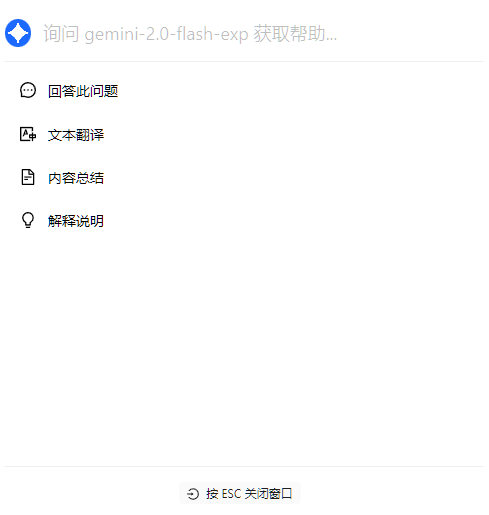 询问 gemini-2.0-flash-exp 获取帮助...
回答此问题
文本翻译
内容总结
解释说明
按 ESC 关闭窗口